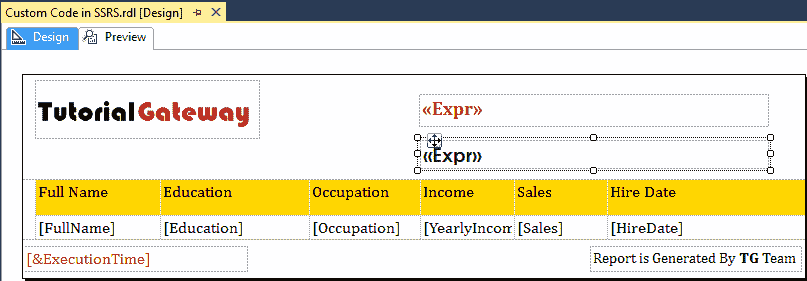 Custom Code in SSRS.rdl [Design]
Design Preview
Tutorial Gateway
«Expr»
«Expr»
Full Name Education Occupation Income Sales Hire Date
[FullName] [Education] [Occupation] [YearlyIncom [Sales] [HireDate]
[&ExecutionTime] Report is Generated By TG Team